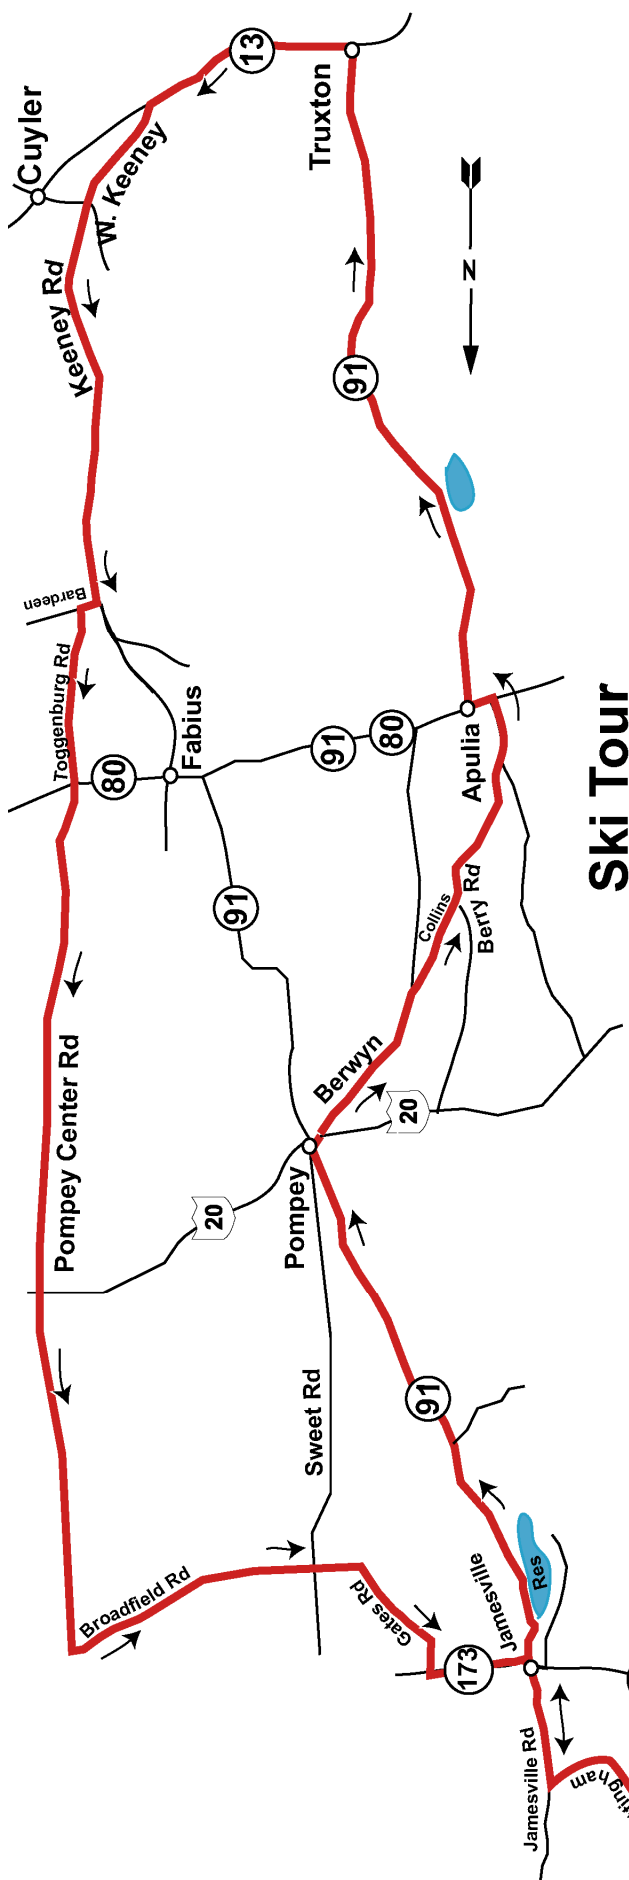 13
Cuyler
Truxton
W. Keeney
Keeney Rd
N
91
Bardeen
Toggenburg Rd
Fabius
80
91
80
Apulia
Ski Tour
91
Collins
Berry Rd
Berwyn
Pompey Center Rd
20
20
Pompey
Sweet Rd
91
Broadfield Rd
Gates Rd
Jamesville
Res
173
Jamesville Rd